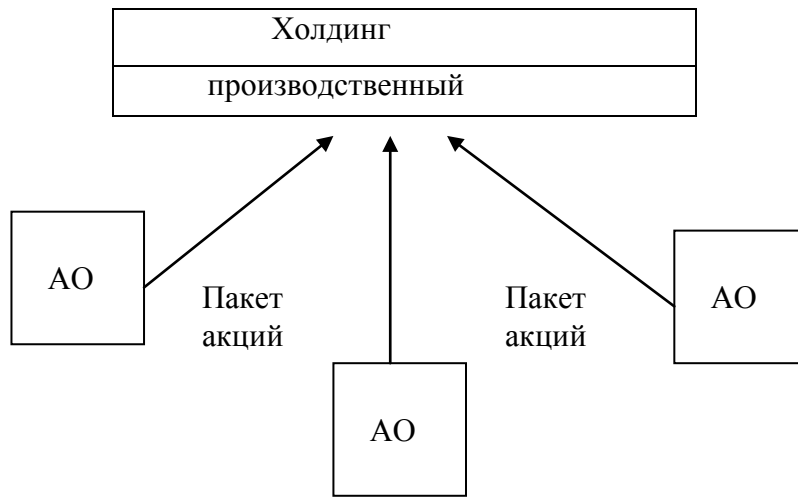 Холдинг
производственный
АО
Пакет
акций
Пакет
акций
АО
АО